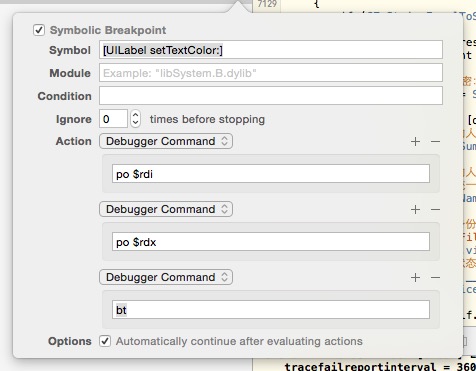 7129
{
Symbolic Breakpoint
Symbol [UILabel setTextColor:]
Module Example: "libSystem.B.dylib"
Condition
Ignore 0 times before stopping
Action Debugger Command
po $rdi
Debugger Command
po $rdx
Debugger Command
bt
Options Automatically continue after evaluating actions
tracefailreportinterval = 360